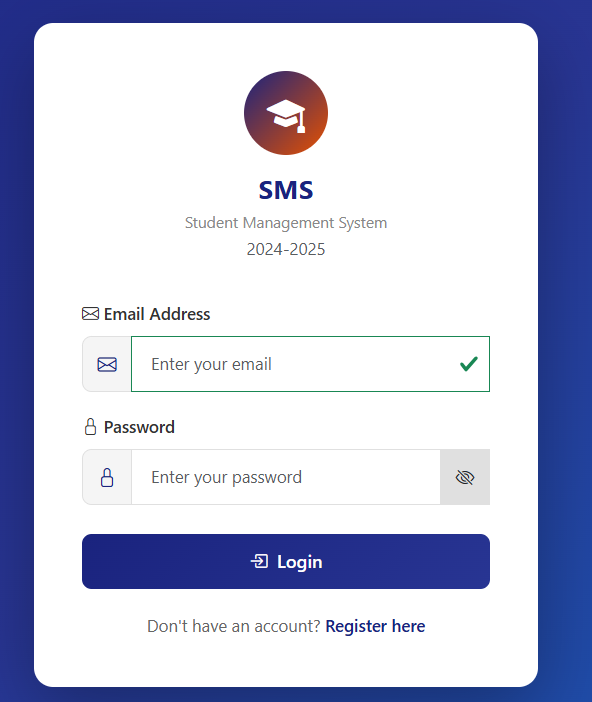 SMS
Student Management System
2024-2025
Email Address
Enter your email
Password
Enter your password
Login
Don't have an account? Register here